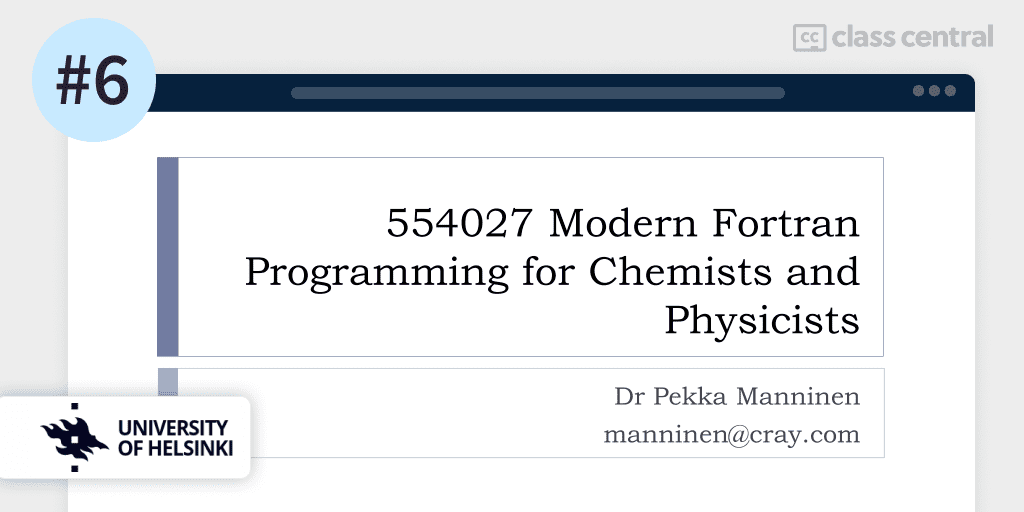 #6
cc class central
554027 Modern Fortran
Programming for Chemists and
Physicists
Dr Pekka Manninen
manninen@cray.com
UNIVERSITY
OF HELSINKI